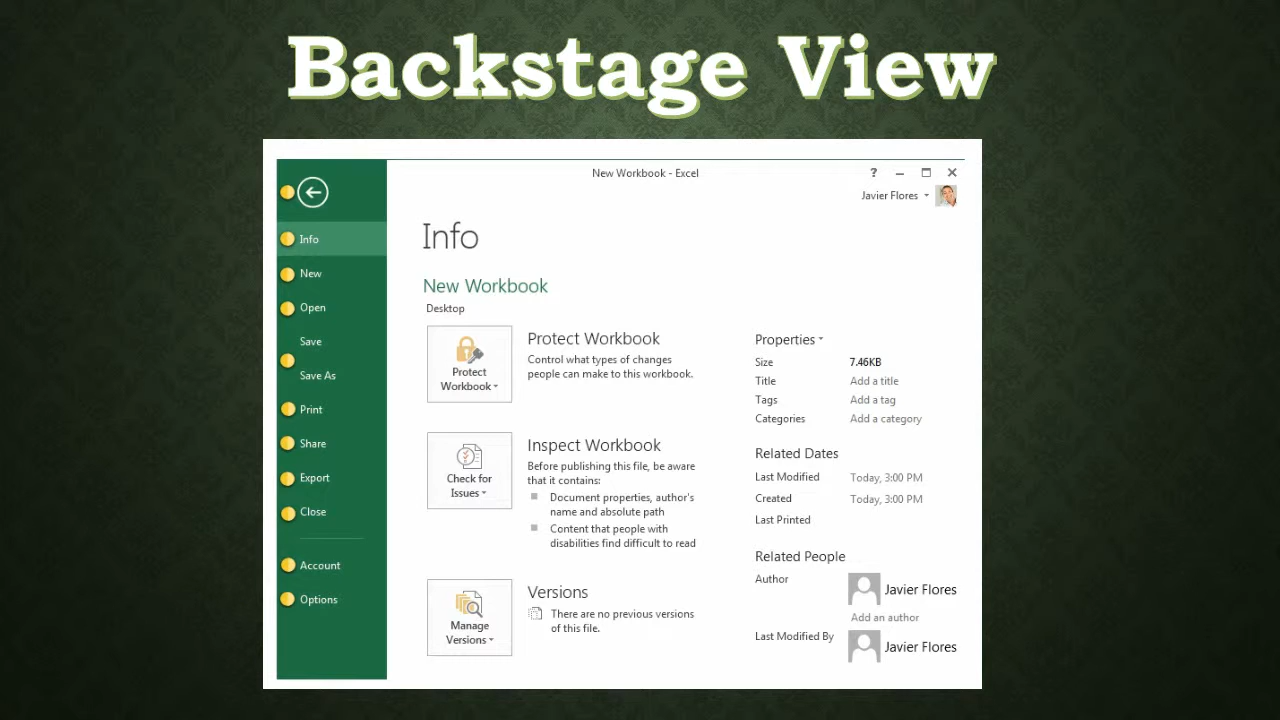 Backstage View
New Workbook - Excel
?
Javier Flores
Info
New
Open
Save
Save As
Print
Share
Export
Close
Account
Options
Info
New Workbook
Desktop
Protect
Workbook
Protect Workbook
Control what types of changes
people can make to this workbook.
Check for
Issues
Inspect Workbook
Before publishing this file, be aware
that it contains:
Document properties, author's
name and absolute path
Content that people with
disabilities find difficult to read
Manage
Versions
Versions
There are no previous versions
of this file.
Properties
Size 7.46KB
Title Add a title
Tags Add a tag
Categories Add a category
Related Dates
Last Modified Today, 3:00 PM
Created Today, 3:00 PM
Last Printed
Related People
Author Javier Flores
Add an author
Last Modified By Javier Flores